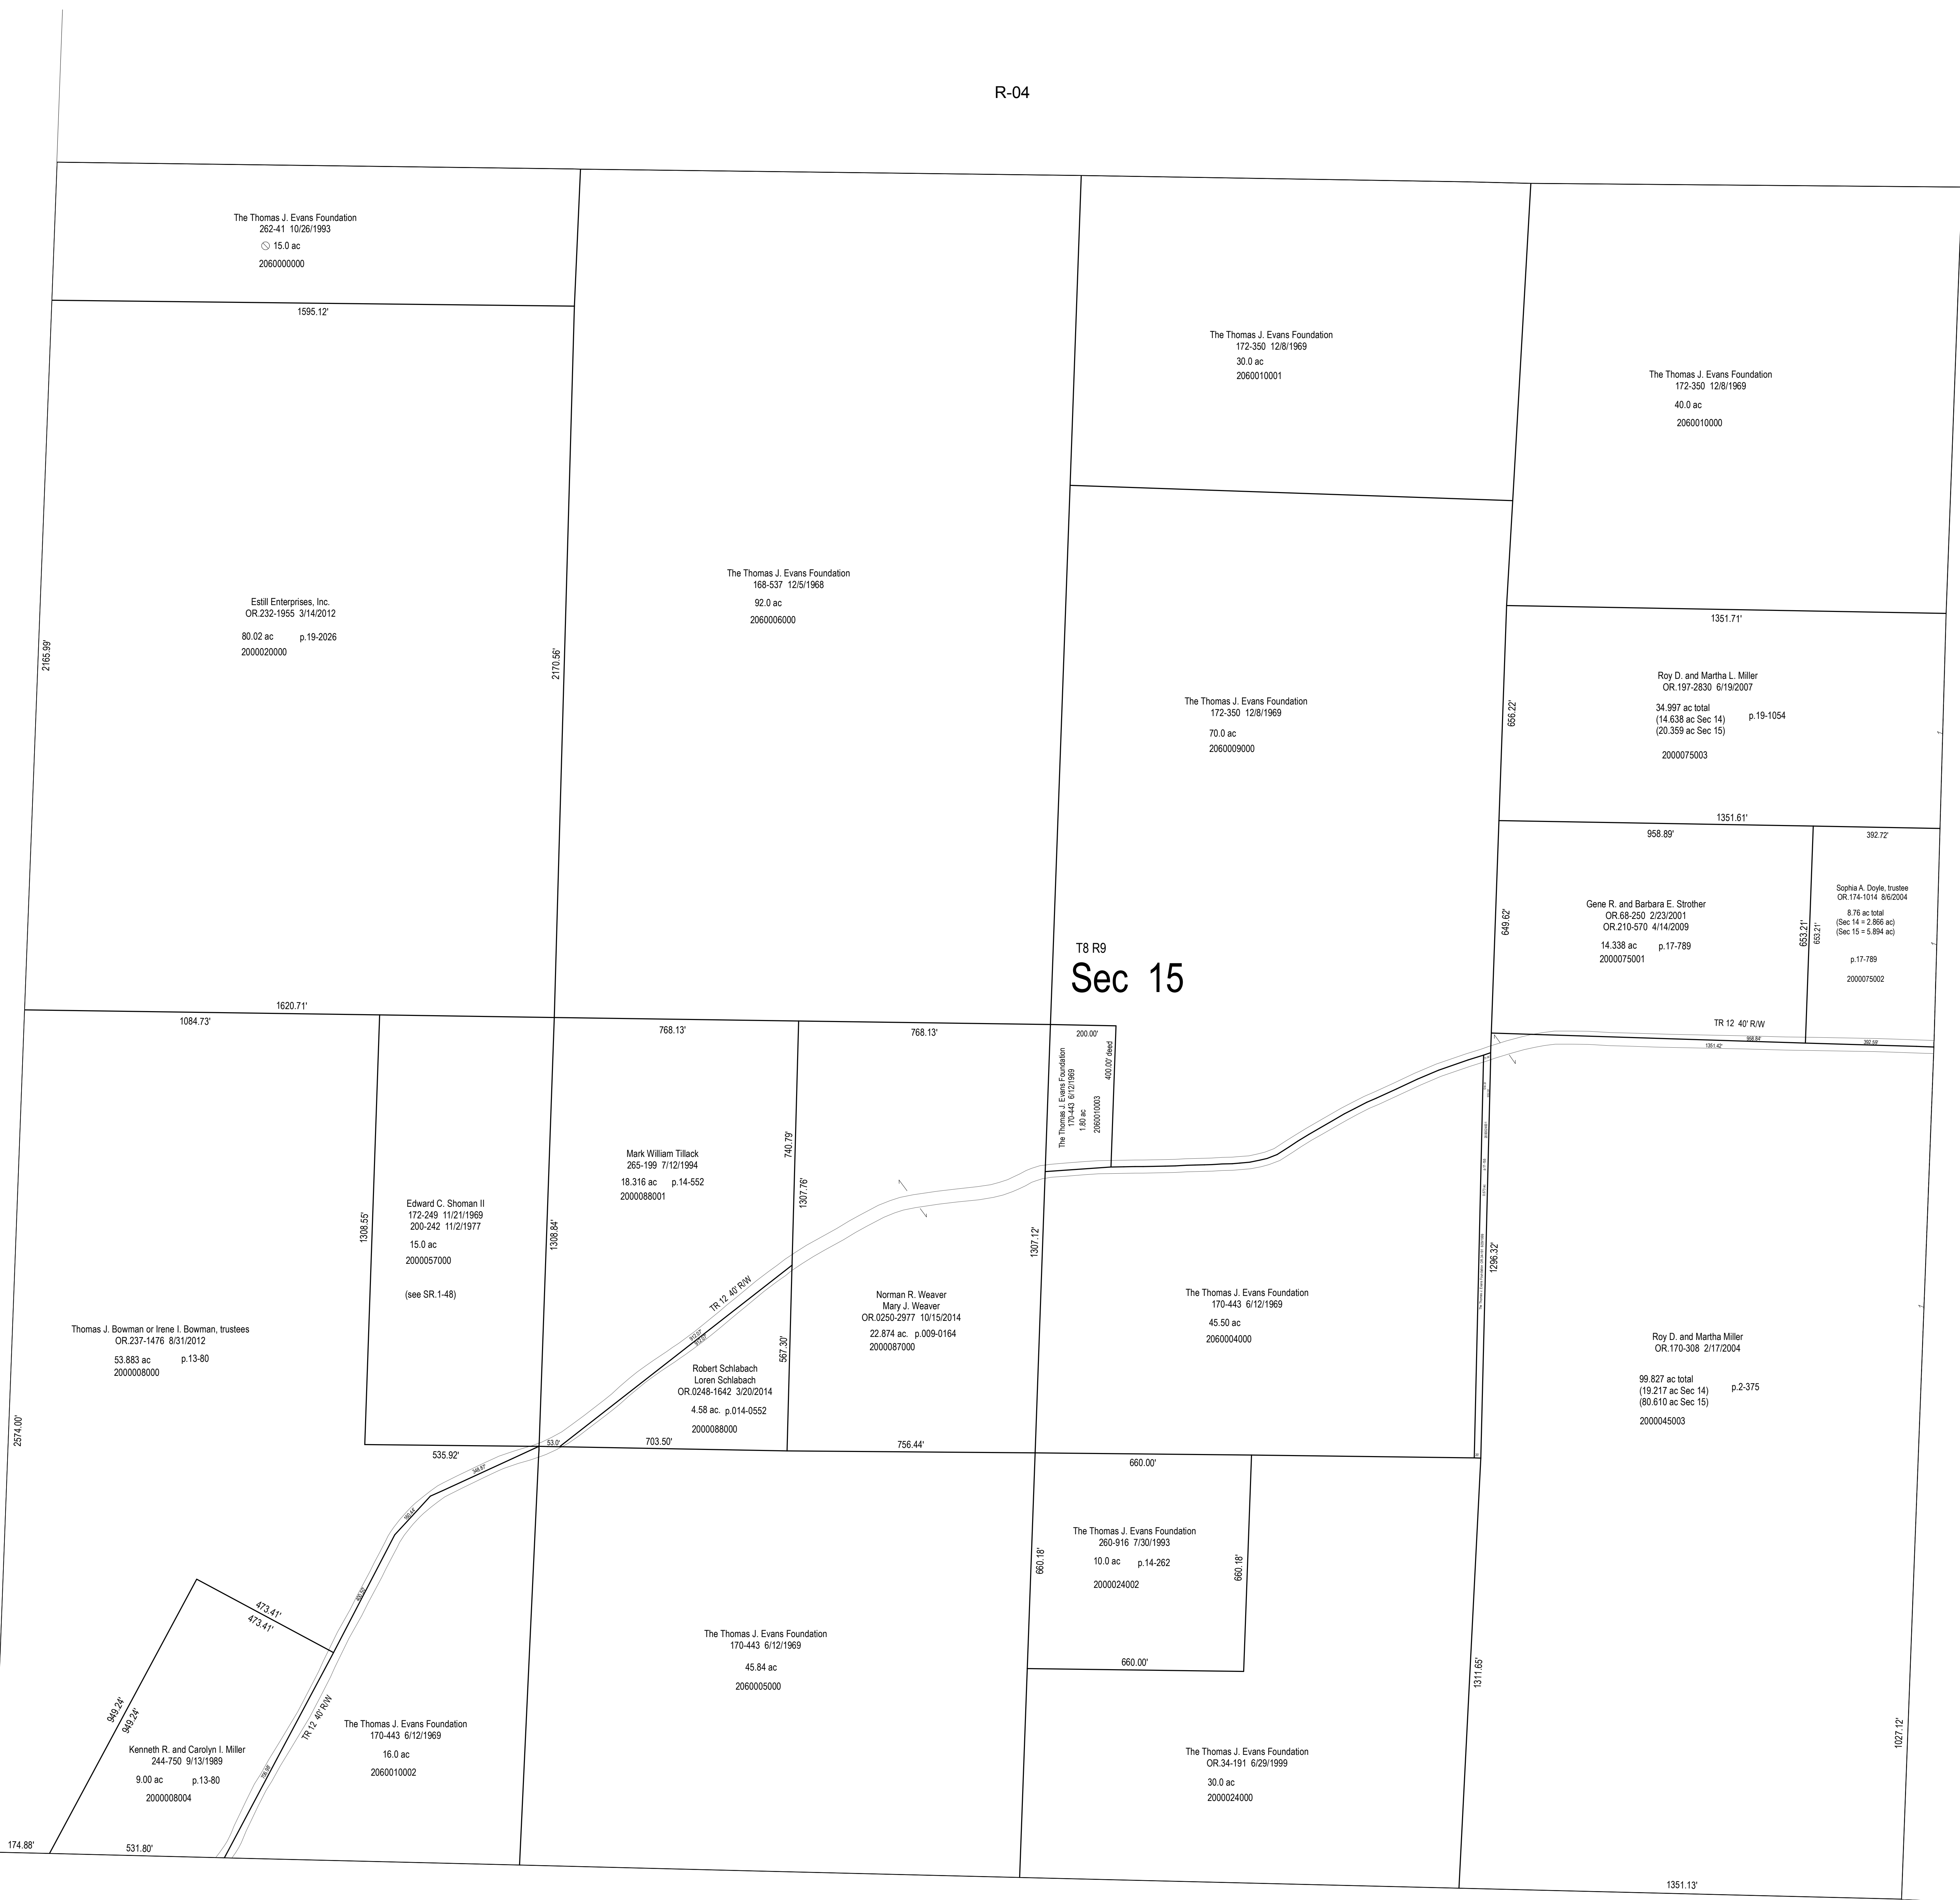 R-04
The Thomas J. Evans Foundation
262-41 10/26/1993
15.0 ac
2060000000
1595.12'
The Thomas J. Evans Foundation
172-350 12/8/1969
30.0 ac
2060010001
The Thomas J. Evans Foundation
172-350 12/8/1969
40.0 ac
2060010000
Estill Enterprises, Inc.
OR.232-1955 3/14/2012
80.02 ac p.19-2026
2000020000
2165.99'
2170.56'
The Thomas J. Evans Foundation
168-537 12/5/1968
92.0 ac
2060006000
The Thomas J. Evans Foundation
172-350 12/8/1969
70.0 ac
2060009000
1351.71'
656.22'
Roy D. and Martha L. Miller
OR.197-2830 6/19/2007
34.997 ac total
(14.638 ac Sec 14) p.19-1054
(20.359 ac Sec 15)
2000075003
1351.61'
958.89'
392.72'
649.62'
Gene R. and Barbara E. Strother
OR.68-250 2/23/2001
OR.210-570 4/14/2009
14.338 ac p.17-789
2000075001
653.21'
653.21'
Sophia A. Doyle, trustee
OR.174-1014 8/6/2004
8.76 ac total
(Sec 14 = 2.866 ac)
(Sec 15 = 5.894 ac)
p.17-789
2000075002
T8 R9
Sec 15
TR 12 40' R/W
958.84'
1351.42'
392.59'
1620.71'
1084.73'
768.13'
768.13'
200.00'
400.00' deed
The Thomas J. Evans Foundation
170-443 6/12/1969
1.80 ac
2060010003
Mark William Tillack
265-199 7/12/1994
18.316 ac p.14-552
2000088001
740.79'
1307.76'
Edward C. Shoman II
172-249 11/21/1969
200-242 11/2/1977
15.0 ac
2000057000
(see SR.1-48)
1308.55'
1308.84'
1307.12'
1296.32'
TR 12 40' R/W
Norman R. Weaver
Mary J. Weaver
OR.0250-2977 10/15/2014
22.874 ac. p.009-0164
2000087000
567.30'
Robert Schlabach
Loren Schlabach
OR.0248-1642 3/20/2014
4.58 ac. p.014-0552
2000088000
The Thomas J. Evans Foundation
170-443 6/12/1969
45.50 ac
2060004000
Thomas J. Bowman or Irene I. Bowman, trustees
OR.237-1476 8/31/2012
53.883 ac p.13-80
2000008000
2574.00'
Roy D. and Martha Miller
OR.170-308 2/17/2004
99.827 ac total
(19.217 ac Sec 14) p.2-375
(80.610 ac Sec 15)
2000045003
535.92'
53.0'
703.50'
756.44'
660.00'
The Thomas J. Evans Foundation
260-916 7/30/1993
10.0 ac p.14-262
2000024002
660.18'
660.18'
660.00'
473.41'
473.41'
949.24'
949.24'
The Thomas J. Evans Foundation
170-443 6/12/1969
45.84 ac
2060005000
1311.65'
1027.12'
TR 12 40' R/W
Kenneth R. and Carolyn I. Miller
244-750 9/13/1989
9.00 ac p.13-80
2000008004
The Thomas J. Evans Foundation
170-443 6/12/1969
16.0 ac
2060010002
The Thomas J. Evans Foundation
OR.34-191 6/29/1999
30.0 ac
2000024000
174.88'
531.80'
1351.13'